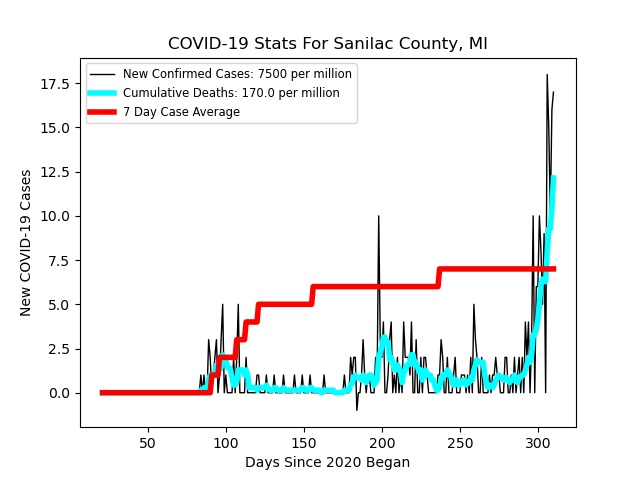 COVID-19 Stats For Sanilac County, MI
New Confirmed Cases: 7500 per million
Cumulative Deaths: 170.0 per million
7 Day Case Average
New COVID-19 Cases
17.5
15.0
12.5
10.0
7.5
5.0
2.5
0.0
50 100 150 200 250 300
Days Since 2020 Began